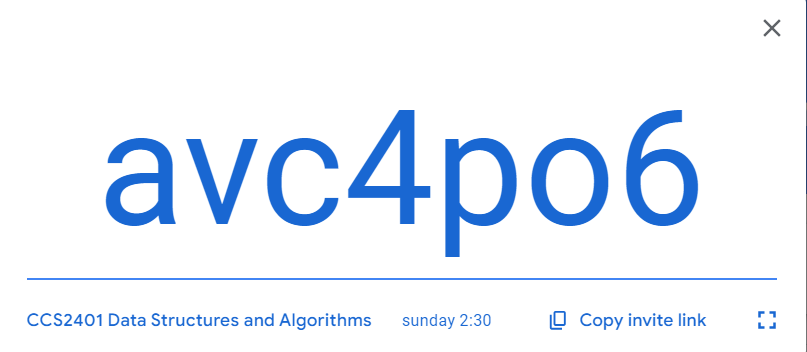 avc4po6
CCS2401 Data Structures and Algorithms sunday 2:30 Copy invite link